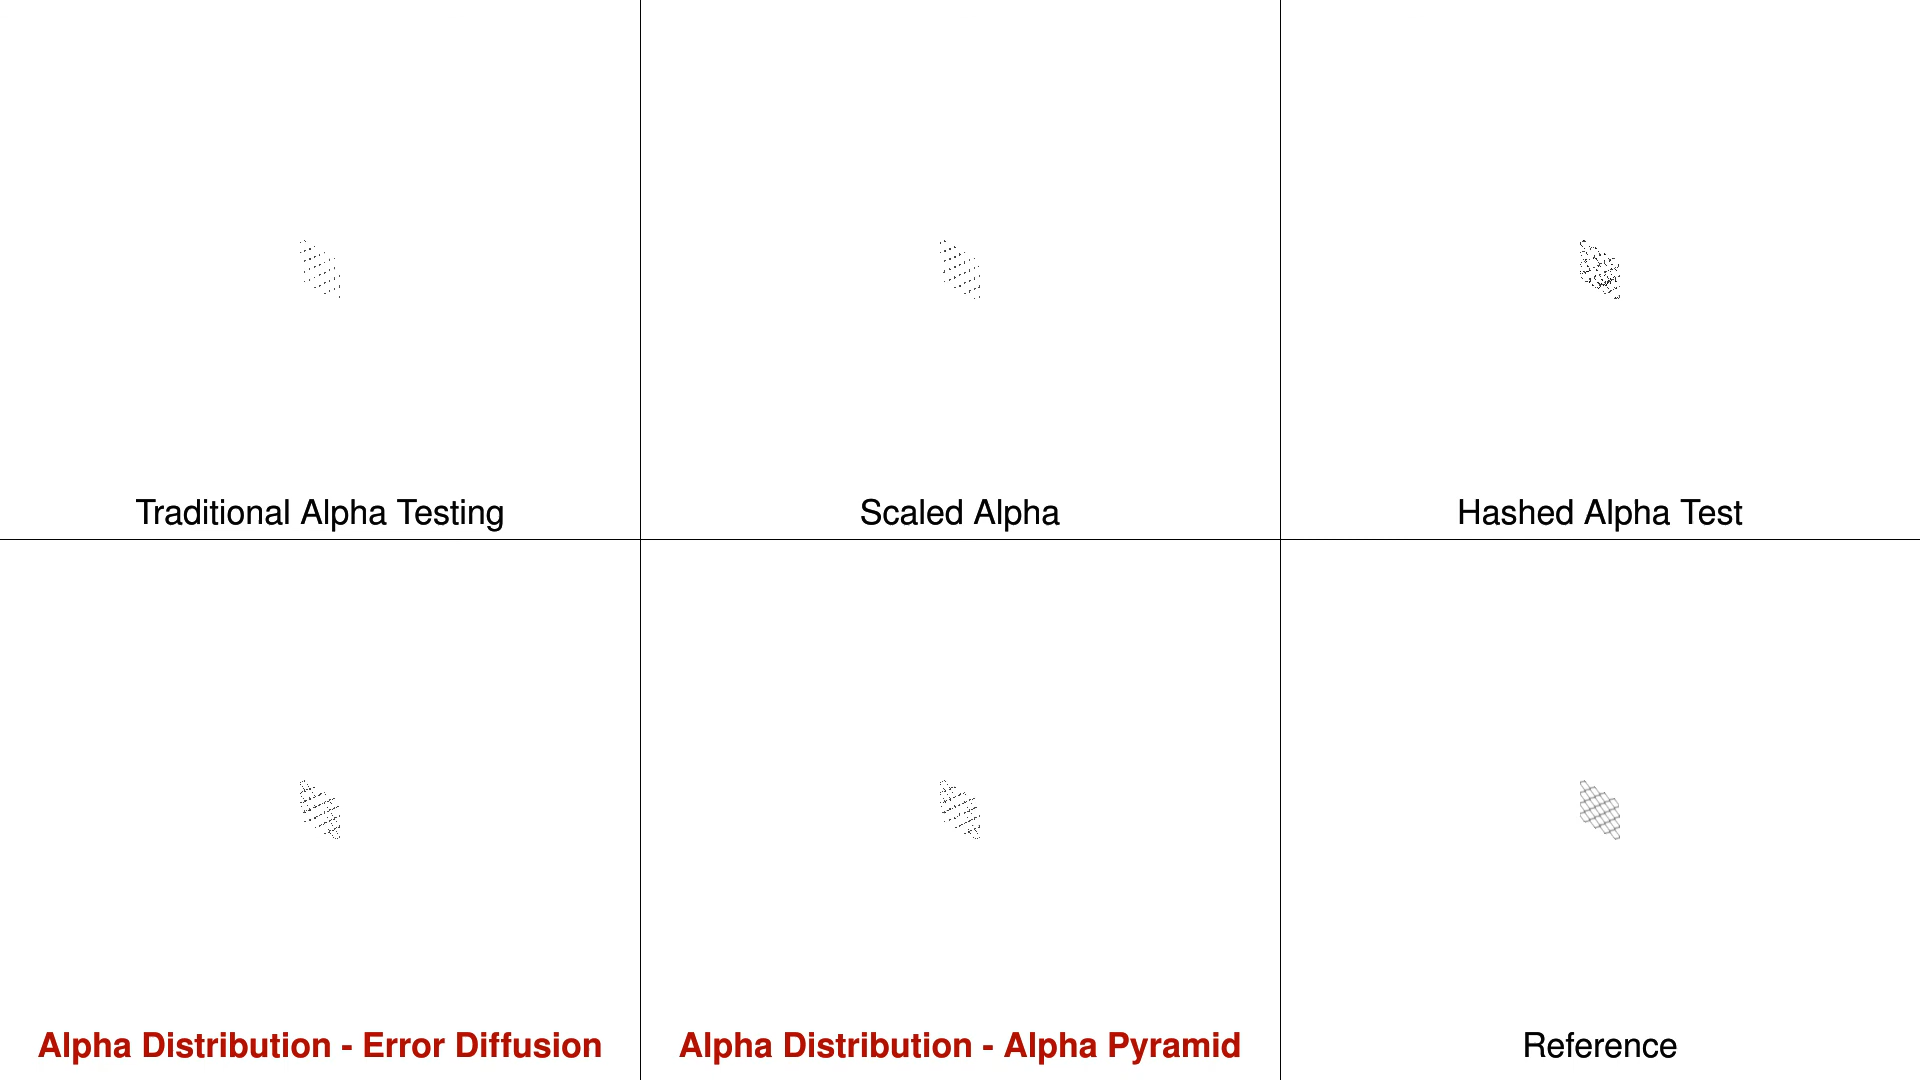 Traditional Alpha Testing
Scaled Alpha
Hashed Alpha Test
Alpha Distribution - Error Diffusion
Alpha Distribution - Alpha Pyramid
Reference